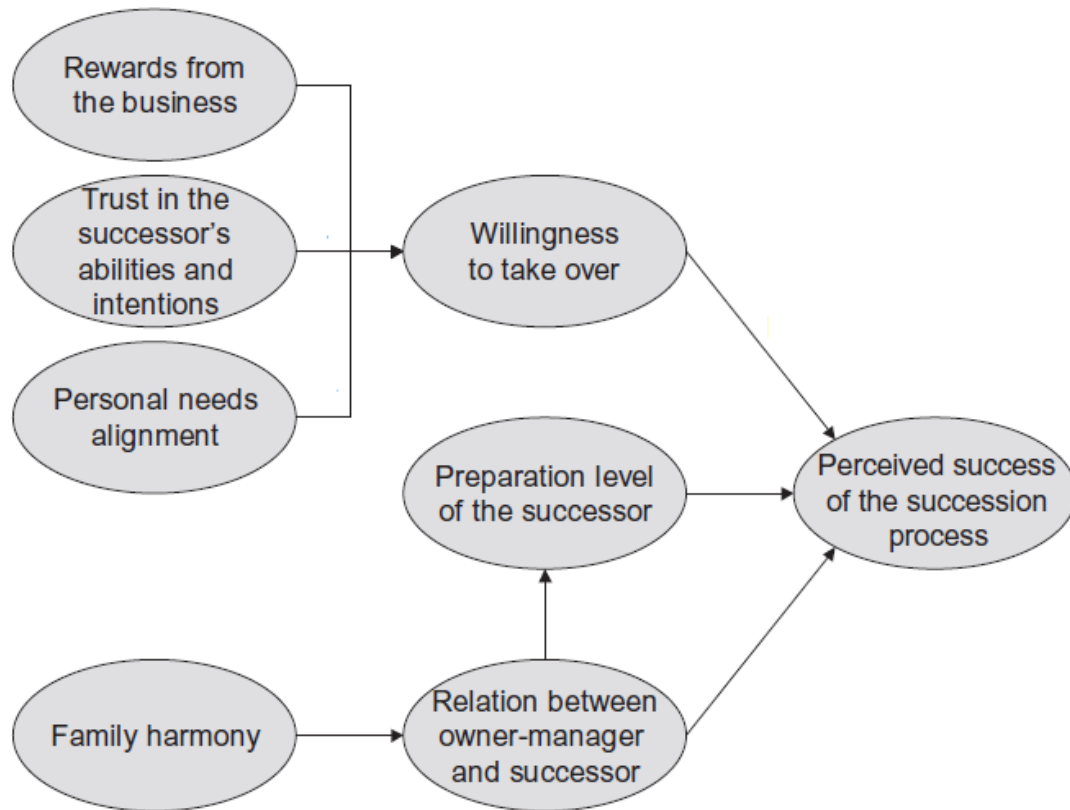 Rewards from
the business
Trust in the
successor's
abilities and
intentions
Willingness
to take over
Personal needs
alignment
Preparation level
of the successor
Perceived success
of the succession
process
Family harmony
Relation between
owner-manager
and successor